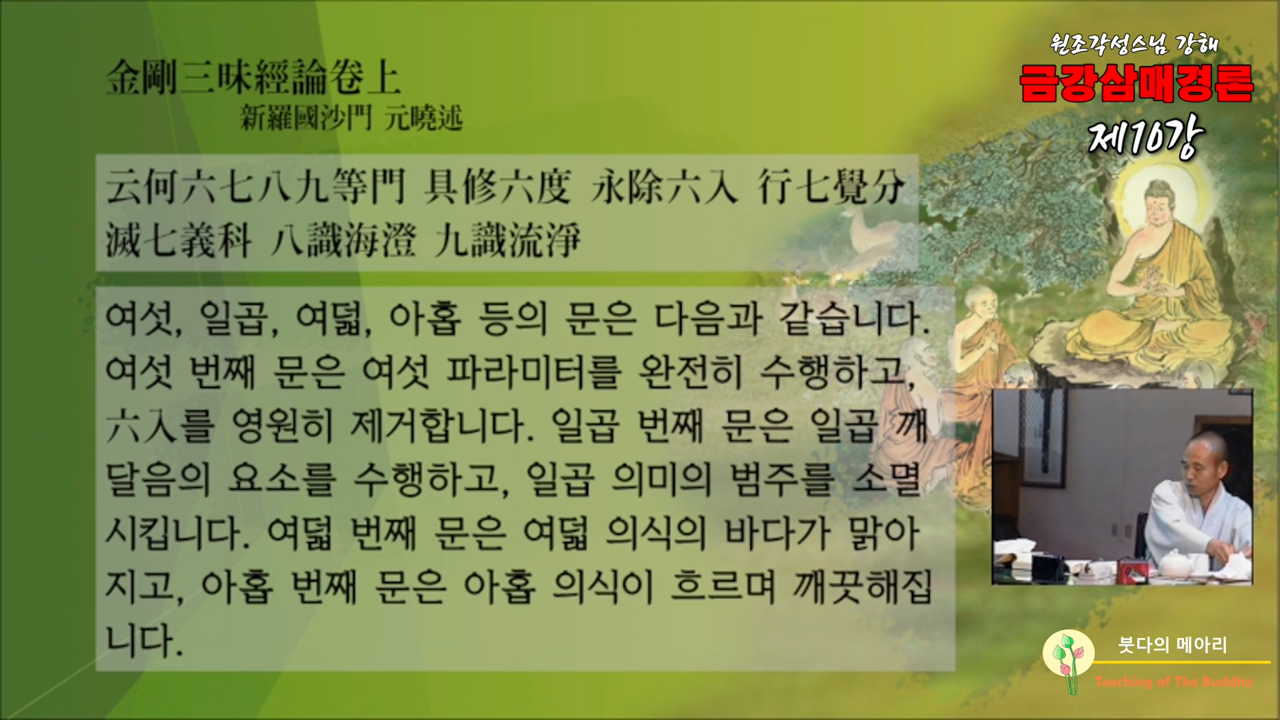 金剛三昧經論卷上
新羅國沙門 元曉述
云何六七八九等門 具修六度 永除六入 行七覺分
滅七義科 八識海澄 九識流淨
여섯, 일곱, 여덟, 아홉 등의 문은 다음과 같습니다.
여섯 번째 문은 여섯 파라미터를 완전히 수행하고,
六入를 영원히 제거합니다. 일곱 번째 문은 일곱 깨
달음의 요소를 수행하고, 일곱 의미의 범주를 소멸
시킵니다. 여덟 번째 문은 여덟 의식의 바다가 맑아
지고, 아홉 번째 문은 아홉 의식이 흐르며 깨끗해집
니다.
원조각성스님 강해
금강삼매경론
제10강
붓다의 메아리
Teaching of The Buddha